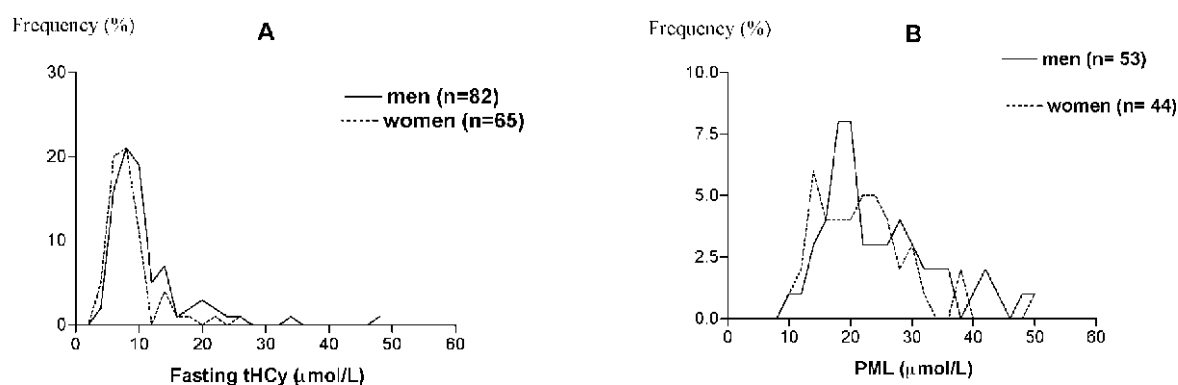 Frequency (%)
A
30
20
10
0
men (n=82)
women (n=65)
0 10 20 30 40 50 60
Fasting tHCy (μmol/L)
Frequency (%)
B
10.0
7.5
5.0
2.5
0.0
men (n= 53)
women (n= 44)
0 10 20 30 40 50 60
PML (μmol/L)